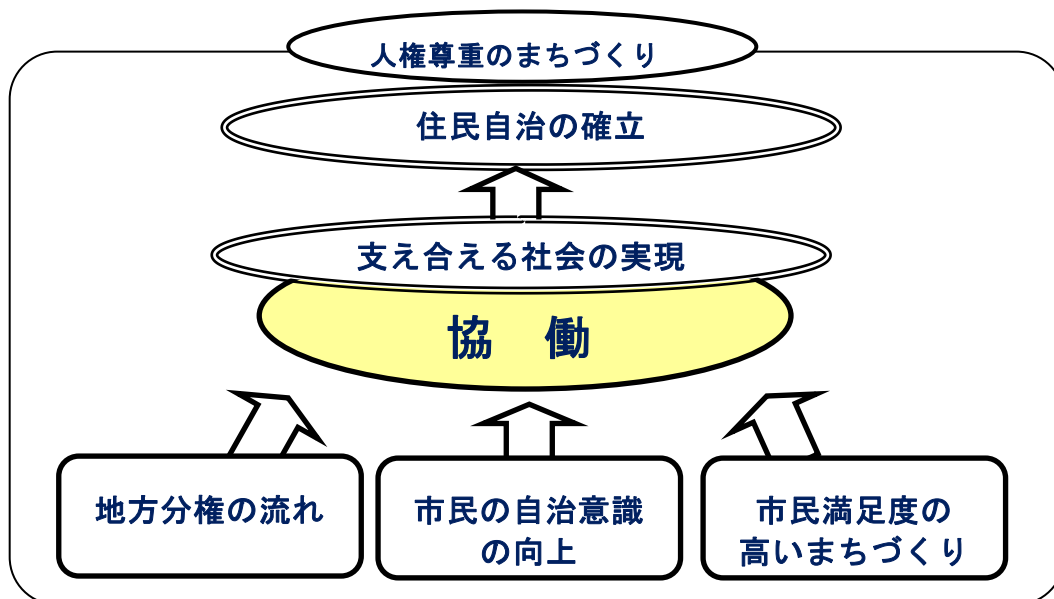 人権尊重のまちづくり
住民自治の確立
支え合える社会の実現
協　働
地方分権の流れ
市民の自治意識
の向上
市民満足度の
高いまちづくり